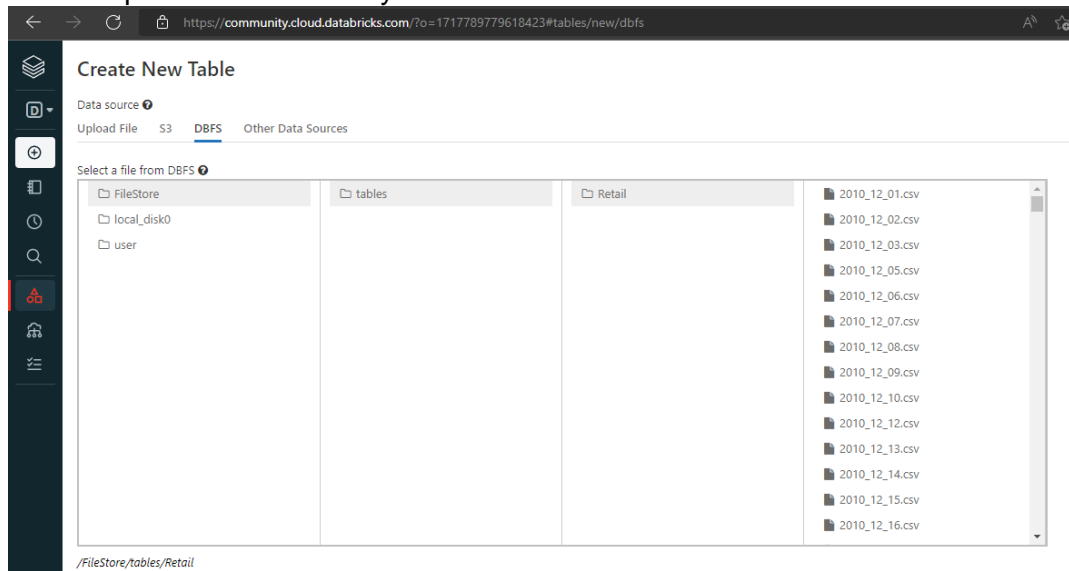 https://community.cloud.databricks.com/?o=1717789779618423#tables/new/dbfs
Create New Table
D
Data source ?
Upload File S3 DBFS Other Data Sources
Select a file from DBFS ?
FileStore tables Retail 2010_12_01.csv
local_disk0 2010_12_02.csv
user 2010_12_03.csv
2010_12_05.csv
2010_12_06.csv
2010_12_07.csv
2010_12_08.csv
2010_12_09.csv
2010_12_10.csv
2010_12_12.csv
2010_12_13.csv
2010_12_14.csv
2010_12_15.csv
2010_12_16.csv
/FileStore/tables/Retail